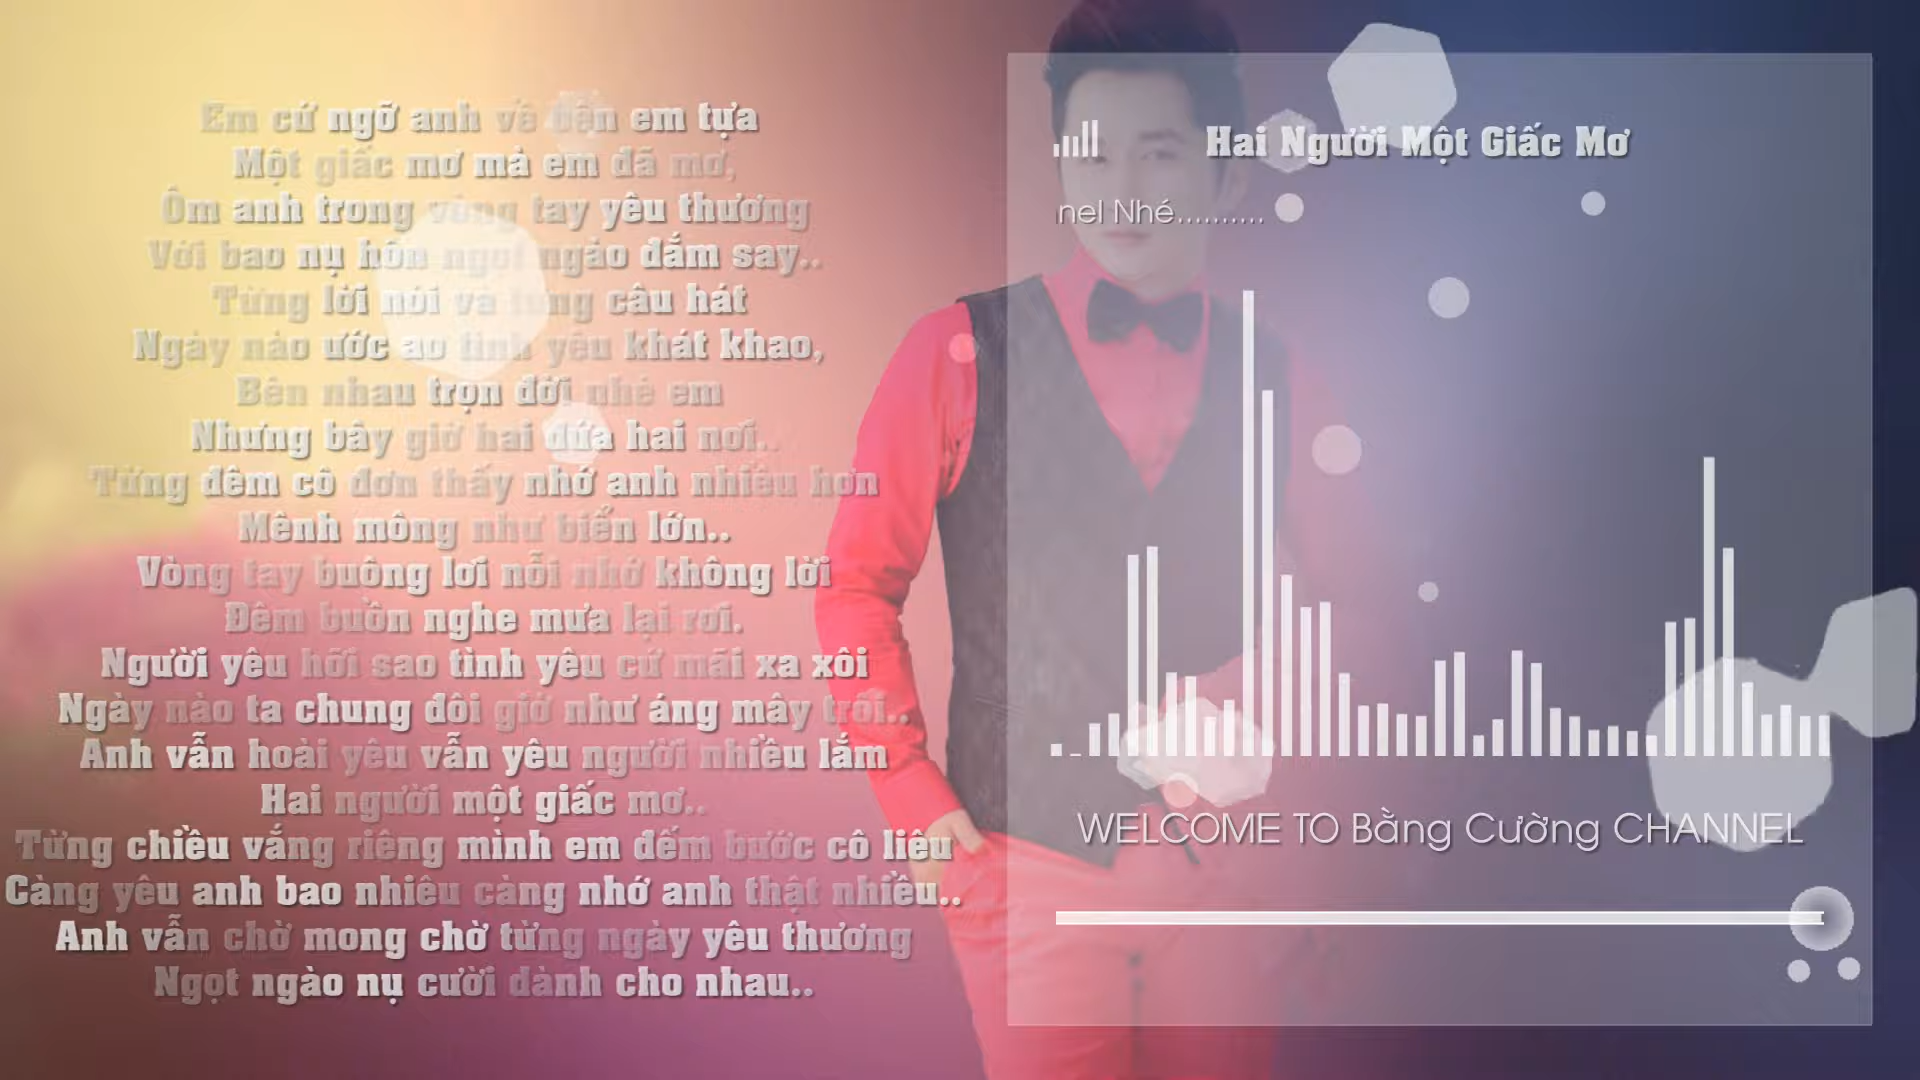 Em cứ ngỡ anh về bên em tựa
Một giấc mơ mà em đã mơ,
Ôm anh trong vòng tay yêu thương
Với bao nụ hôn ngọt ngào đắm say..
Từng lời nói và từng câu hát
Ngày nào ước ao tình yêu khát khao,
Bên nhau trọn đời nhé em
Nhưng bây giờ hai đứa hai nơi..
Từng đêm cô đơn thấy nhớ anh nhiều hơn
Mênh mông như biển lớn..
Vòng tay buông lơi nỗi nhớ không lời
Đêm buồn nghe mưa lại rơi.
Người yêu hỡi sao tình yêu cứ mãi xa xôi
Ngày nào ta chung đôi giờ như áng mây trôi..
Anh vẫn hoài yêu vẫn yêu người nhiều lắm
Hai người một giấc mơ..
Từng chiều vắng riêng mình em đếm bước cô liêu
Càng yêu anh bao nhiêu càng nhớ anh thật nhiều..
Anh vẫn chờ mong chờ từng ngày yêu thương
Ngọt ngào nụ cười dành cho nhau..
Hai Người Một Giấc Mơ
nel Nhé..........
WELCOME TO Bằng Cường CHANNEL